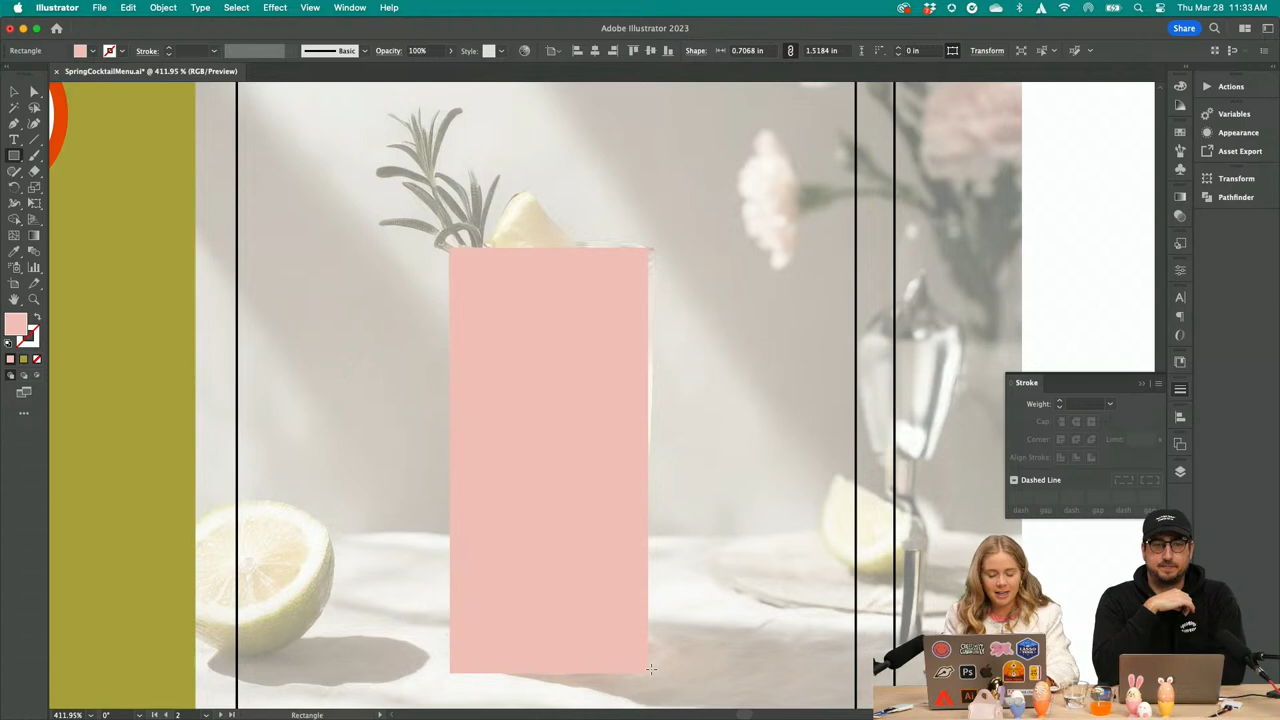 Illustrator File Edit Object Type Select Effect View Window Help
Thu Mar 28 11:33 AM
Adobe Illustrator 2023
Share
Rectangle
Stroke:
Basic
Opacity: 100%
Style:
Shape:
0.7068 in
1.5184 in
0 in
Transform
SpringCocktailMenu.ai* @ 411.95 % (RGB/Preview)
Actions
Variables
Appearance
Asset Export
Transform
Pathfinder
Stroke
Weight:
Cap:
Corner:
Limit:
Align Stroke:
Dashed Line
dash gap dash gap dash gap
Ps
Ai
411.95%
0°
2
Rectangle